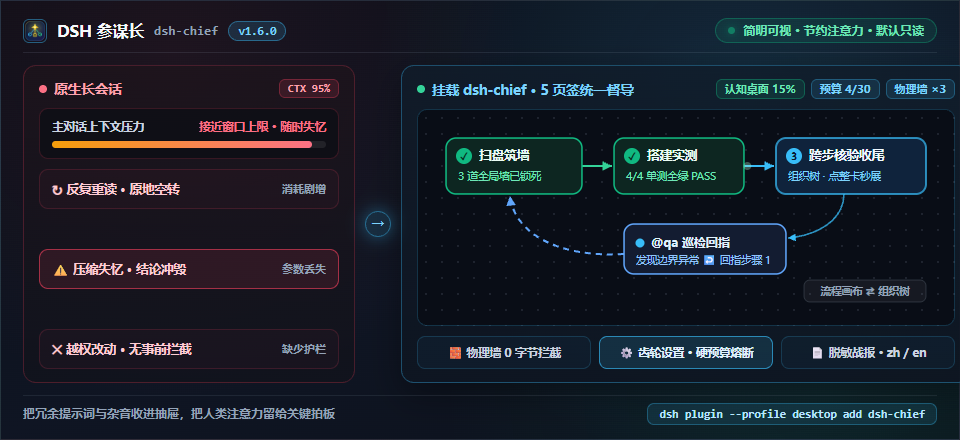 DSH 参谋长 dsh-chief v1.6.0
简明可视 • 节约注意力 • 默认只读
原生长会话 CTX 95%
主对话上下文压力 接近窗口上限 • 随时失忆
↻ 反复重读 • 原地空转 消耗剧增
⚠ 压缩失忆 • 结论冲毁 参数丢失
✕ 越权改动 • 无事前拦截 缺少护栏
→
挂载 dsh-chief • 5 页签统一督导 认知桌面 15% 预算 4/30 物理墙 ×3
✓ 扫盘筑墙
3 道全局墙已锁死
✓ 搭建实测
4/4 单测全绿 PASS
3 跨步核验收尾
组织树 · 点整卡秒展
@qa 巡检回指
发现边界异常 ↩ 回指步骤 1
流程画布 ⇄ 组织树
🧱 物理墙 0 字节拦截
⚙ 齿轮设置 • 硬预算熔断
📄 脱敏战报 • zh / en
把冗余提示词与杂音收进抽屉，把人类注意力留给关键拍板
dsh plugin --profile desktop add dsh-chief